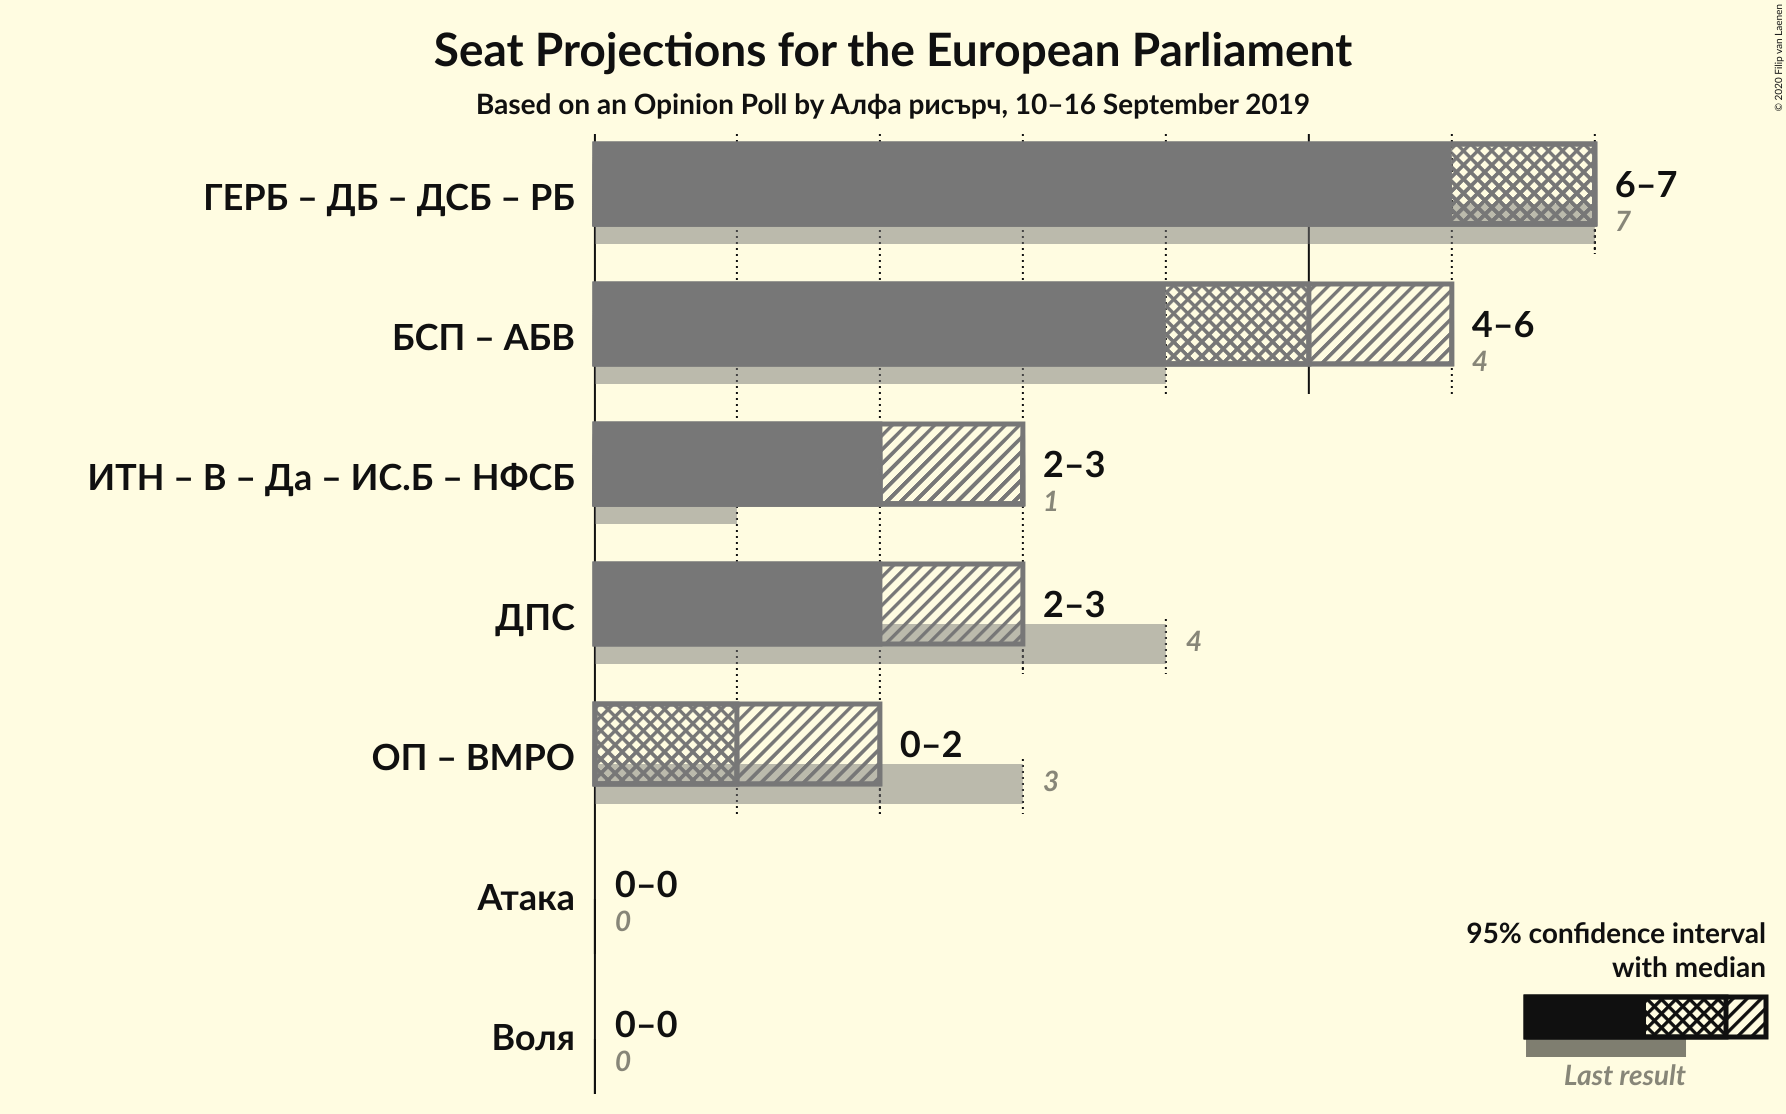 Seat Projections for the European Parliament
Based on an Opinion Poll by Алфа рисърч, 10–16 September 2019
© 2020 Filip van Laenen
ГЕРБ – ДБ – ДСБ – РБ
6–7
7
БСП – АБВ
4–6
4
ИТН – В – Да – ИС.Б – НФСБ
2–3
1
ДПС
2–3
4
ОП – ВМРО
0–2
3
Атака
0–0
0
Воля
0–0
0
95% confidence interval
with median
Last result